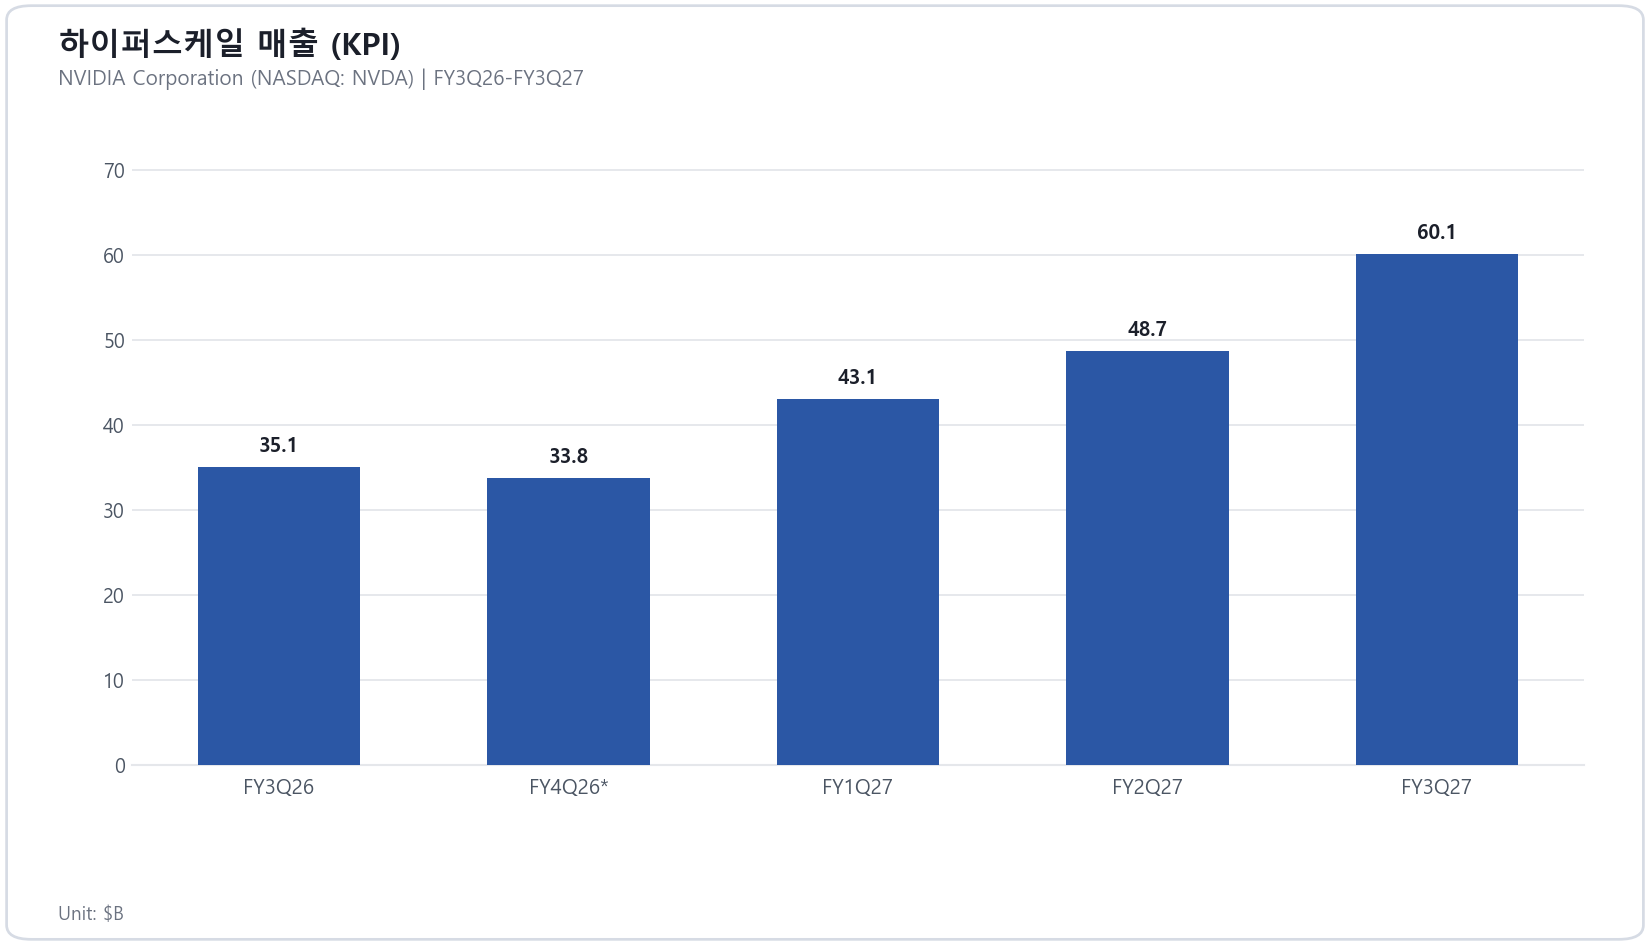 하이퍼스케일 매출 (KPI)
NVIDIA Corporation (NASDAQ: NVDA) | FY3Q26-FY3Q27
70
60
50
40
30
20
10
0
35.1
33.8
43.1
48.7
60.1
FY3Q26
FY4Q26*
FY1Q27
FY2Q27
FY3Q27
Unit: $B